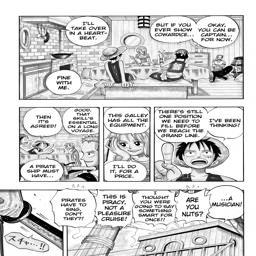 OKAY,
YOU CAN BE
CAPTAIN...
FOR NOW.
BUT IF YOU
EVER SHOW
COWARDICE...
I'LL
TAKE OVER
IN A HEART-
BEAT.
FINE
WITH ME.
I'VE BEEN
THINKING!
THERE'S STILL
ONE POSITION
WE NEED TO
FILL BEFORE
WE REACH THE
GRAND LINE.
THIS GALLEY
HAS ALL THE
EQUIPMENT.
I'LL DO
IT, FOR A
PRICE.
GOOD,
THAT SKILL'S
ESSENTIAL
ON A LONG
VOYAGE.
THEN
IT'S
AGREED!
A PIRATE
SHIP MUST
HAVE...
...A
MUSICIAN!
ARE
YOU
NUTS?
THOUGHT
YOU WERE
GOING TO SAY
SOMETHING
SMART FOR
ONCE!!
THIS IS
PIRACY, NOT
A PLEASURE
CRUISE!
PIRATES
HAVE TO
SING,
DON'T
THEY?!